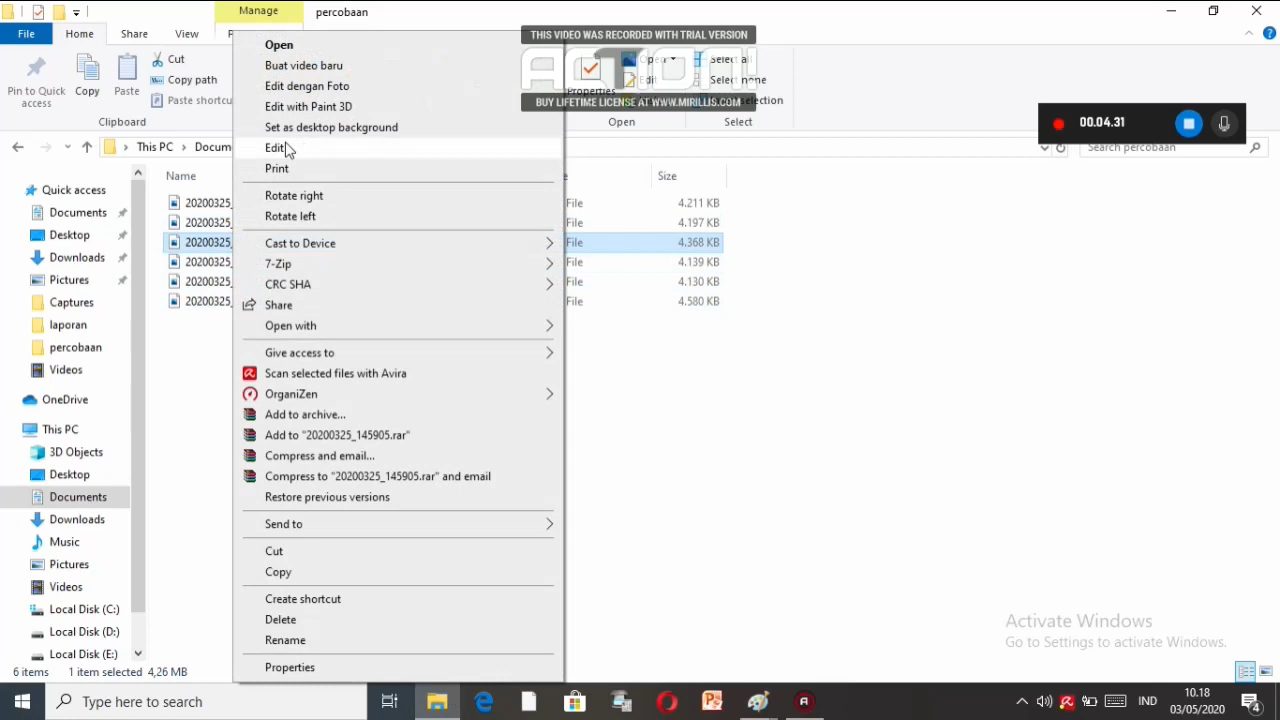 Manage
percobaan
File
Home
Share
View
THIS VIDEO WAS RECORDED WITH TRIAL VERSION
BUY LIFETIME LICENSE AT WWW.MIRILLIS.COM
Pin to Quick
access
Copy
Paste
Cut
Copy path
Paste shortcu
Clipboard
Properties
Open
Edit
Open
Select all
Select none
Select
00.04.31
This PC
Docum
Search percobaan
Name
Size
20200325_
File
4.211 KB
20200325_
File
4.197 KB
20200325_
File
4.368 KB
20200325_
File
4.139 KB
20200325_
File
4.130 KB
20200325_
File
4.580 KB
Quick access
Documents
Desktop
Downloads
Pictures
Captures
laporan
percobaan
Videos
OneDrive
This PC
3D Objects
Desktop
Documents
Downloads
Music
Pictures
Videos
Local Disk (C:)
Local Disk (D:)
Local Disk (E:)
Open
Buat video baru
Edit dengan Foto
Edit with Paint 3D
Set as desktop background
Edit
Print
Rotate right
Rotate left
Cast to Device
7-Zip
CRC SHA
Share
Open with
Give access to
Scan selected files with Avira
OrganiZen
Add to archive...
Add to "20200325_145905.rar"
Compress and email...
Compress to "20200325_145905.rar" and email
Restore previous versions
Send to
Cut
Copy
Create shortcut
Delete
Rename
Properties
6 items
1 item selected
4,26 MB
Activate Windows
Go to Settings to activate Windows.
Type here to search
IND
10.18
03/05/2020
4